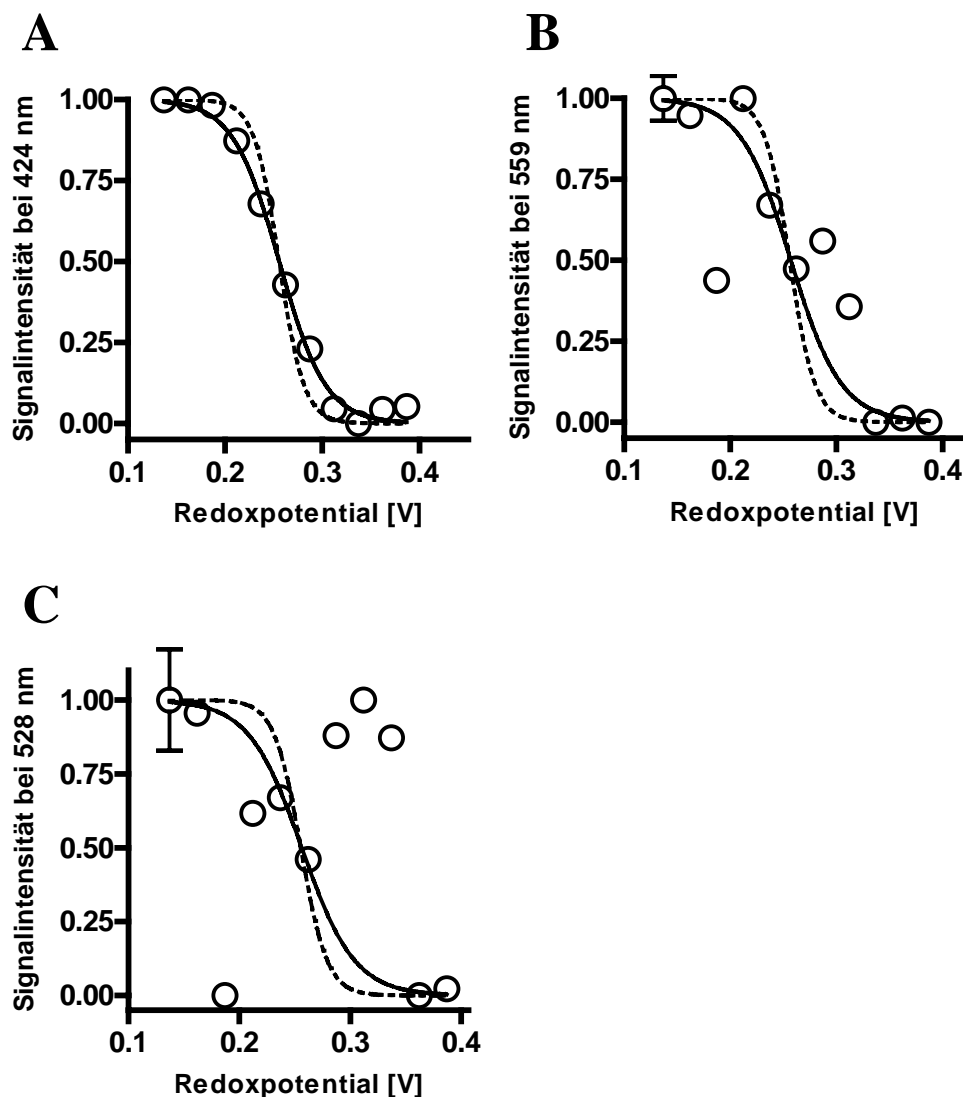 A
Signalintensität bei 424 nm
1.00
0.75
0.50
0.25
0.00
0.1 0.2 0.3 0.4
Redoxpotential [V]
B
Signalintensität bei 559 nm
1.00
0.75
0.50
0.25
0.00
0.1 0.2 0.3 0.4
Redoxpotential [V]
C
Signalintensität bei 528 nm
1.00
0.75
0.50
0.25
0.00
0.1 0.2 0.3 0.4
Redoxpotential [V]